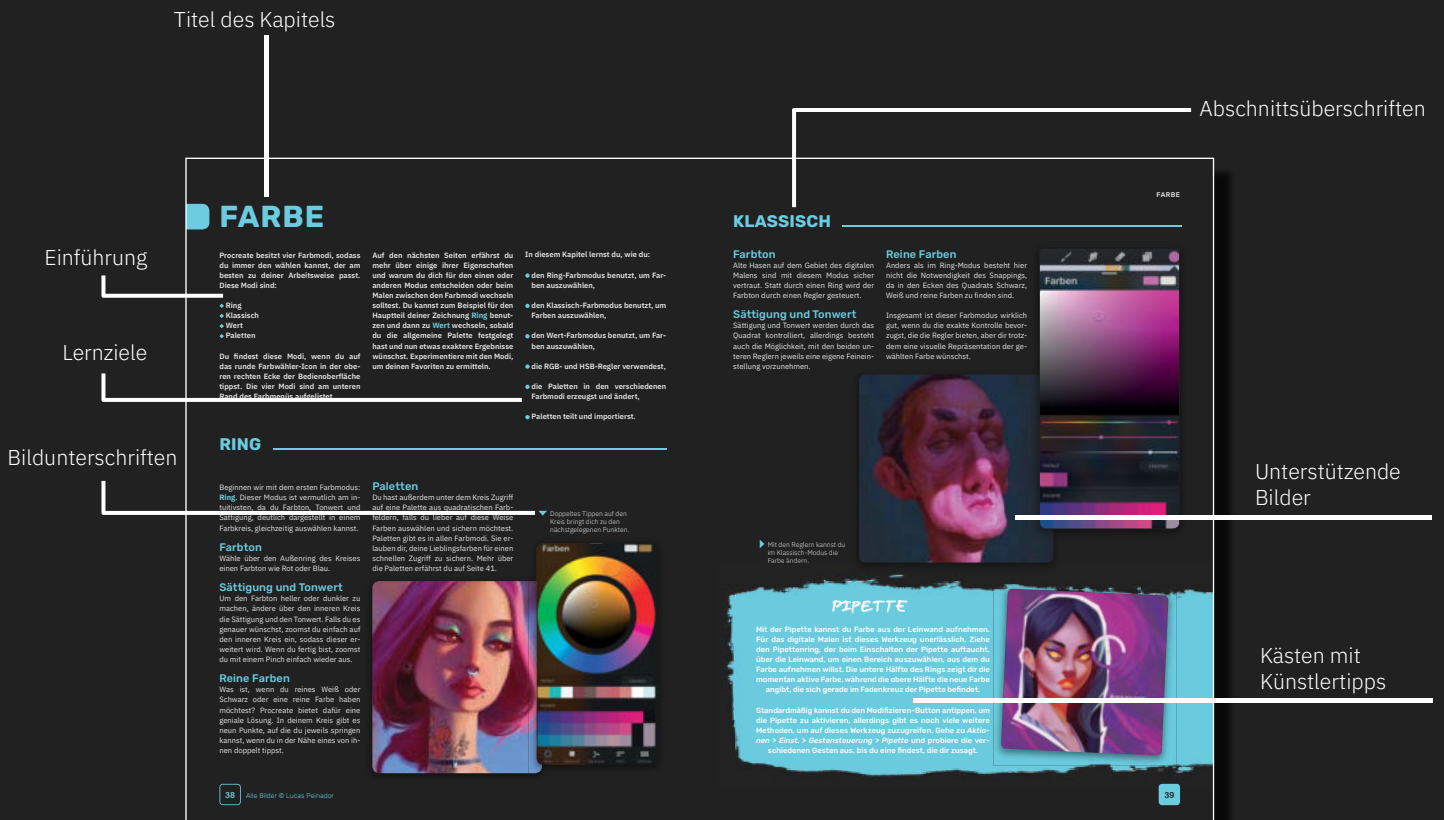 Titel des Kapitels
Abschnittsüberschriften
Einführung
Lernziele
Bildunterschriften
Unterstützende
Bilder
Kästen mit
Künstlertipps
FARBE
Procreate besitzt vier Farbmodi, sodass
du immer den wählen kannst, der am
besten zu deiner Arbeitsweise passt.
Diese Modi sind:
Ring
Klassisch
Wert
Paletten
Du findest diese Modi, wenn du auf
das runde Farbwähler-Icon in der obe-
ren rechten Ecke der Bedienoberfläche
tippst. Die vier Modi sind am unteren
Rand des Farbmenüs aufgelistet.
Auf den nächsten Seiten erfährst du
mehr über einige ihrer Eigenschaften
und warum du dich für den einen oder
anderen Modus entscheiden oder beim
Malen zwischen den Farbmodi wechseln
solltest. Du kannst zum Beispiel für den
Hauptteil deiner Zeichnung Ring benut-
zen und dann zu Wert wechseln, sobald
du die allgemeine Palette festgelegt
hast und nun etwas exaktere Ergebnisse
wünschst. Experimentiere mit den Modi,
um deinen Favoriten zu ermitteln.
In diesem Kapitel lernst du, wie du:
den Ring-Farbmodus benutzt, um Far-
ben auszuwählen,
den Klassisch-Farbmodus benutzt, um
Farben auszuwählen,
den Wert-Farbmodus benutzt, um Far-
ben auszuwählen,
die RGB- und HSB-Regler verwendest,
die Paletten in den verschiedenen
Farbmodi erzeugst und änderst,
Paletten teilst und importierst.
RING
Beginnen wir mit dem ersten Farbmodus:
Ring. Dieser Modus ist vermutlich am in-
tuitivsten, da du Farbton, Tonwert und
Sättigung, deutlich dargestellt in einem
Farbkreis, gleichzeitig auswählen kannst.
Farbton
Wähle über den Außenring des Kreises
einen Farbton wie Rot oder Blau.
Sättigung und Tonwert
Um den Farbton heller oder dunkler zu
machen, ändere über den inneren Kreis
die Sättigung und den Tonwert. Falls du es
genauer wünschst, zoomst du einfach auf
den inneren Kreis ein, sodass dieser er-
weitert wird. Wenn du fertig bist, zoomst
du mit einem Pinch einfach wieder aus.
Reine Farben
Was ist, wenn du reines Weiß oder
Schwarz oder eine reine Farbe haben
möchtest? Procreate bietet dafür eine
geniale Lösung. In deinem Kreis gibt es
neun Punkte, auf die du jeweils springen
kannst, wenn du in der Nähe eines von ih-
nen doppelt tippst.
Paletten
Du hast außerdem unter dem Kreis Zugriff
auf eine Palette aus quadratischen Farb-
feldern, falls du lieber auf diese Weise
Farben auswählen und sichern möchtest.
Paletten gibt es in allen Farbmodi. Sie er-
lauben dir, deine Lieblingsfarben für einen
schnellen Zugriff zu sichern. Mehr über
die Paletten erfährst du auf Seite 41.
Doppeltes Tippen auf den
Kreis bringt dich zu den
nächstgelegenen Punkten.
Farben
38
Alle Bilder © Lucas Peinador
FARBE
KLASSISCH
Farbton
Alte Hasen auf dem Gebiet des digitalen
Malens sind mit diesem Modus sicher
vertraut. Statt durch einen Ring wird der
Farbton durch einen Regler gesteuert.
Sättigung und Tonwert
Sättigung und Tonwert werden durch das
Quadrat kontrolliert, allerdings besteht
auch die Möglichkeit, mit den beiden un-
teren Reglern jeweils eine eigene Feinein-
stellung vorzunehmen.
Reine Farben
Anders als im Ring-Modus besteht hier
nicht die Notwendigkeit des Snappings,
da in den Ecken des Quadrats Schwarz,
Weiß und reine Farben zu finden sind.
Insgesamt ist dieser Farbmodus wirklich
gut, wenn du die exakte Kontrolle bevor-
zugst, die die Regler bieten, aber dir trotz-
dem eine visuelle Repräsentation der ge-
wählten Farbe wünschst.
Farben
Mit den Reglern kannst du
im Klassisch-Modus die
Farbe ändern.
PIPETTE
Mit der Pipette kannst du Farbe aus der Leinwand aufnehmen.
Für das digitale Malen ist dieses Werkzeug unerlässlich. Ziehe
den Pipettenring, der beim Einschalten der Pipette auftaucht,
über die Leinwand, um einen Bereich auszuwählen, aus dem du
Farbe aufnehmen willst. Die untere Hälfte des Rings zeigt dir die
momentan aktive Farbe, während die obere Hälfte die neue Farbe
angibt, die sich gerade im Fadenkreuz der Pipette befindet.
Standardmäßig kannst du den Modifizieren-Button antippen, um
die Pipette zu aktivieren, allerdings gibt es noch viele weitere
Methoden, um auf dieses Werkzeug zuzugreifen. Gehe zu Aktio-
nen > Einst. > Gestensteuerung > Pipette und probiere die ver-
schiedenen Gesten aus, bis du eine findest, die dir zusagt.
39